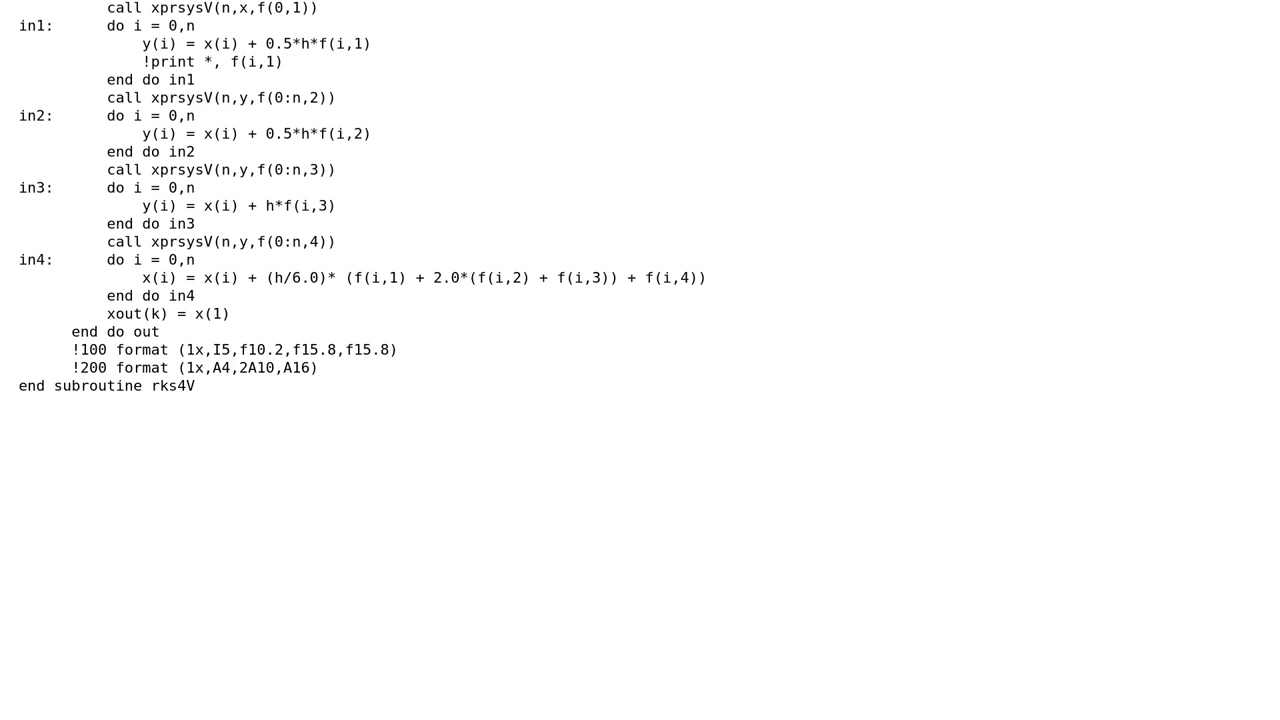 call xprsysV(n,x,f(0,1))
in1:      do i = 0,n
              y(i) = x(i) + 0.5*h*f(i,1)
              !print *, f(i,1)
          end do in1
          call xprsysV(n,y,f(0:n,2))
in2:      do i = 0,n
              y(i) = x(i) + 0.5*h*f(i,2)
          end do in2
          call xprsysV(n,y,f(0:n,3))
in3:      do i = 0,n
              y(i) = x(i) + h*f(i,3)
          end do in3
          call xprsysV(n,y,f(0:n,4))
in4:      do i = 0,n
              x(i) = x(i) + (h/6.0)* (f(i,1) + 2.0*(f(i,2) + f(i,3)) + f(i,4))
          end do in4
          xout(k) = x(1)
      end do out
      !100 format (1x,I5,f10.2,f15.8,f15.8)
      !200 format (1x,A4,2A10,A16)
end subroutine rks4V